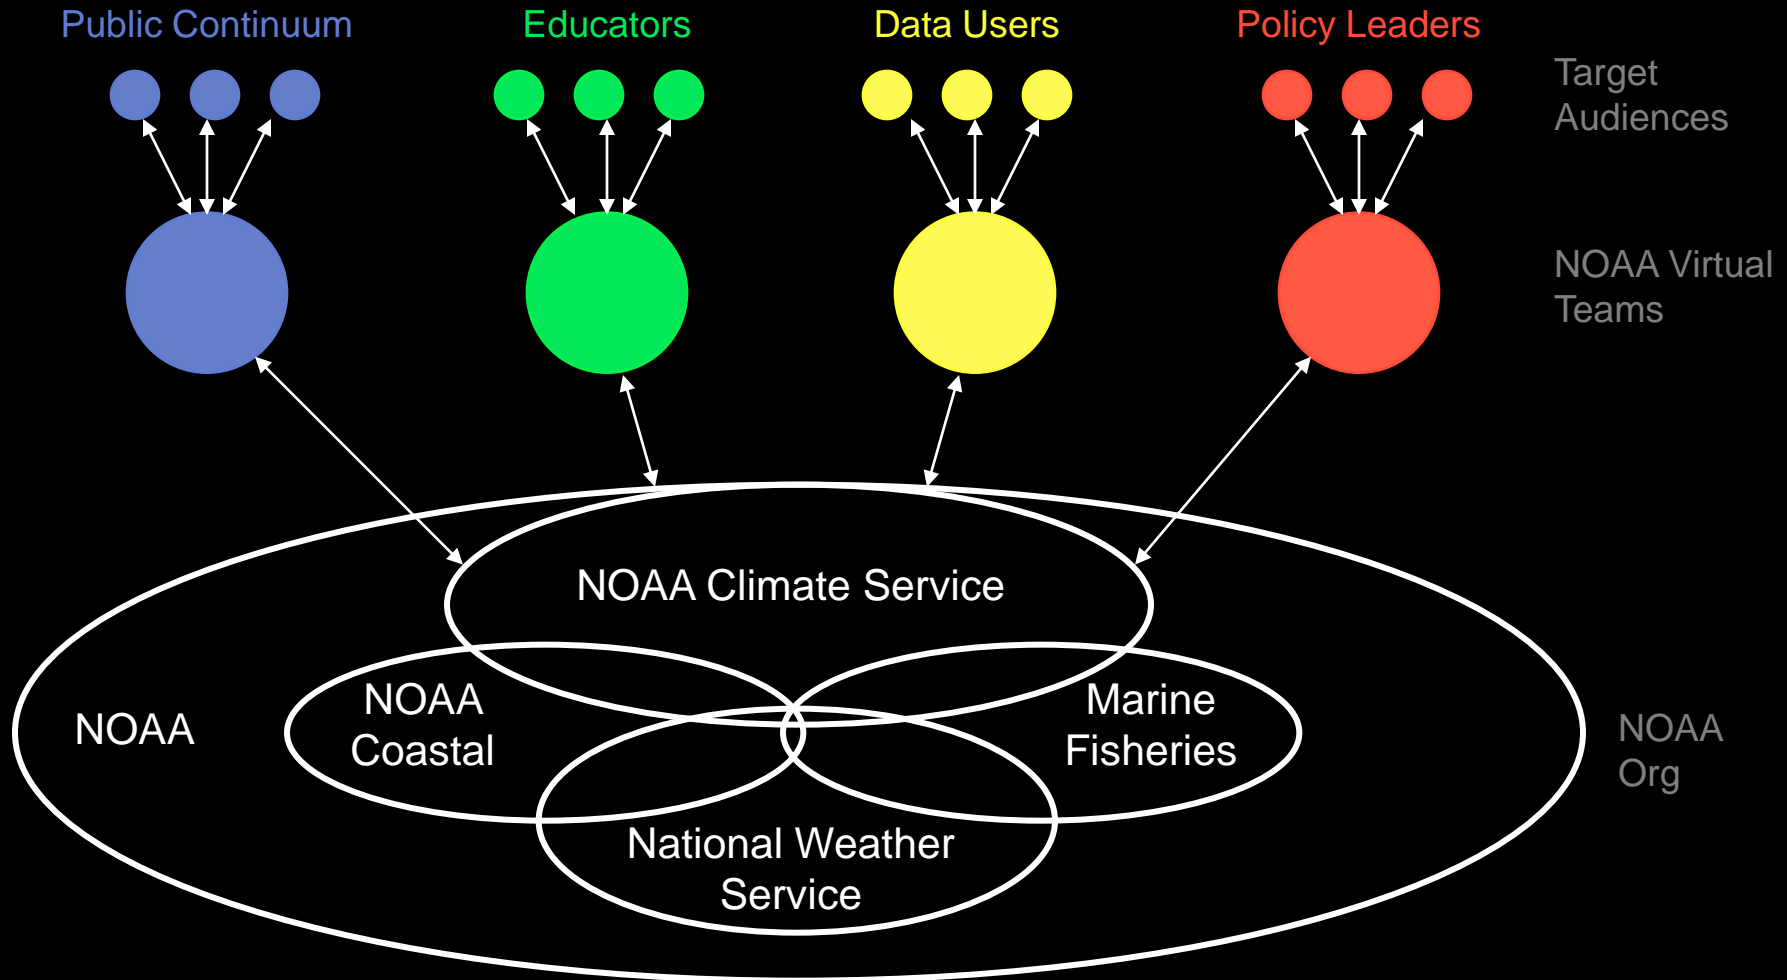 Public Continuum
Educators
Data Users
Policy Leaders
Target
Audiences
NOAA Virtual
Teams
NOAA Climate Service
NOAA
NOAA
Coastal
Marine
Fisheries
NOAA
Org
National Weather
Service